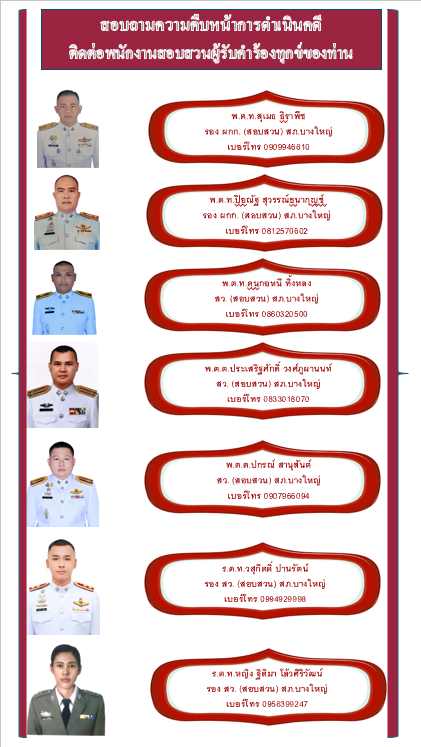 สอบถามความคืบหน้าการดำเนินคดี
ติดต่อพนักงานสอบสวนผู้รับคำร้องทุกข์ของท่าน
พ.ต.ท.สุเมธ อิราพืช
รอง ผกก. (สอบสวน) สภ.บางใหญ่
เบอร์โทร 0909946610
พ.ต.ท.ปิยณัฐ สุวรรณ์ธนากุญช์
รอง ผกก. (สอบสวน) สภ.บางใหญ่
เบอร์โทร 0812570602
พ.ต.ท. ทิ้งหลง
สว. (สอบสวน) สภ.บางใหญ่
เบอร์โทร 0860320500
พ.ต.ต.ประเสริฐศักดิ์ วงศ์ภูผานนท์
สว. (สอบสวน) สภ.บางใหญ่
เบอร์โทร 0833018070
พ.ต.ต.ปกรณ์ สานุสันต์
สว. (สอบสวน) สภ.บางใหญ่
เบอร์โทร 0907966094
ร.ต.ท.วสุกิตติ์ ปานรัตน์
รอง สว. (สอบสวน) สภ.บางใหญ่
เบอร์โทร 0994929998
ร.ต.ท.หญิง ฐิติมา โล้วศิริวัฒน์
รอง สว. (สอบสวน) สภ.บางใหญ่
เบอร์โทร 0956399247